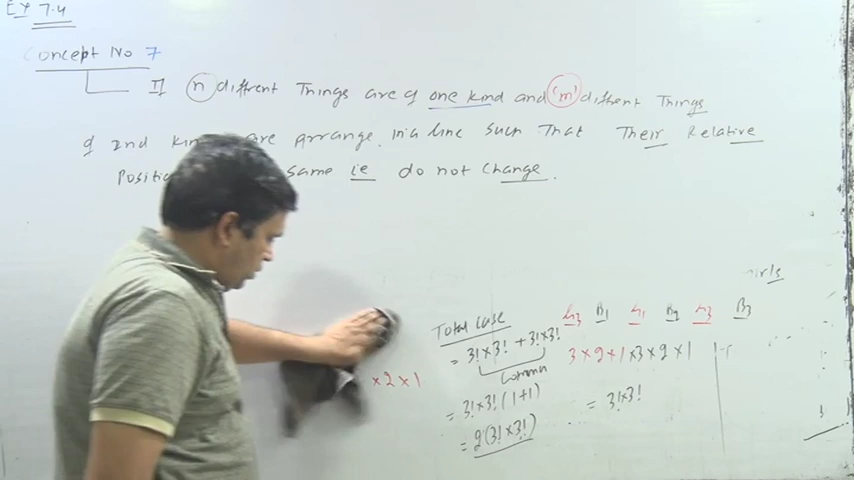 EX 7.4
Concept No 7
If n different Things are of one kind and 'm' different Things
of 2nd are arrange in a line such That Their Relative
same ie do not change.
Total case
= 3! × 3! + 3! × 3!
Common
= 3! × 3! (1+1)
= 2 (3! × 3!)
× 2 × 1
G3 B1 G1 B2 G3 B3
3 × 2 × 1 × 3 × 2 × 1
= 3! × 3!